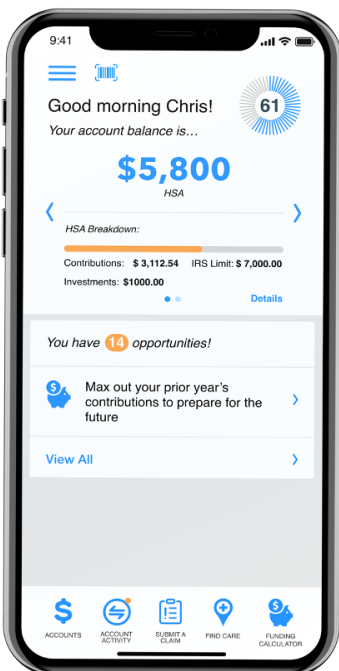 9:41
Good morning Chris!
61
Your account balance is...
$5,800
HSA
HSA Breakdown:
Contributions: $ 3,112.54 IRS Limit: $ 7,000.00
Investments: $1000.00
Details
You have 14 opportunities!
Max out your prior year's
contributions to prepare for the
future
View All
ACCOUNTS
ACCOUNT
ACTIVITY
SUBMIT A
CLAIM
FIND CARE
FUNDING
CALCULATOR